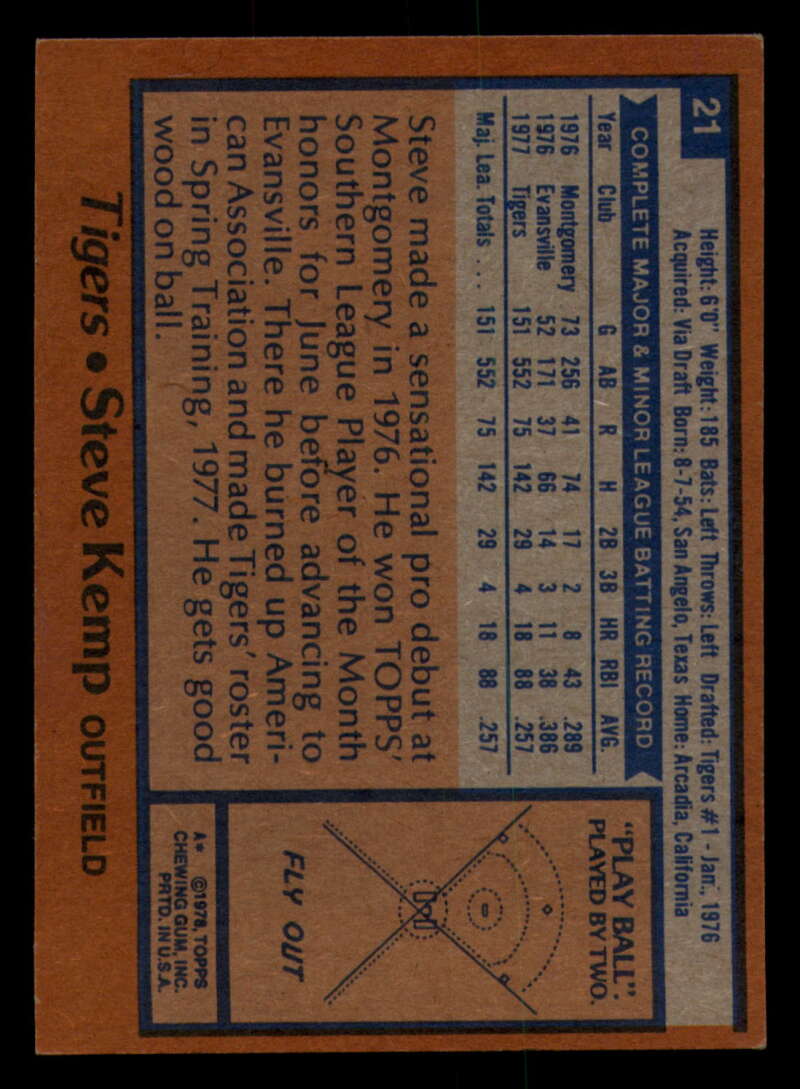 21
Height: 6'0" Weight: 185 Bats: Left Throws: Left Drafted: Tigers #1 - Jan., 1976
Acquired: Via Draft Born: 8-7-54, San Angelo, Texas Home: Arcadia, California
COMPLETE MAJOR & MINOR LEAGUE BATTING RECORD
Year Club G AB R H 2B 3B HR RBI AVG.
1976 Montgomery 73 256 41 74 17 2 8 43 .289
1976 Evansville 52 171 37 66 14 3 11 38 .386
1977 Tigers 151 552 75 142 29 4 18 88 .257
Maj. Lea. Totals ... 151 552 75 142 29 4 18 88 .257
Steve made a sensational pro debut at
Montgomery in 1976. He won TOPPS'
Southern League Player of the Month
honors for June before advancing to
Evansville. There he burned up Ameri-
can Association and made Tigers' roster
in Spring Training, 1977. He gets good
wood on ball.
"PLAY BALL":
PLAYED BY TWO.
FLY OUT
A* ©1978, TOPPS
CHEWING GUM, INC.
PRTD. IN U.S.A.
Tigers • Steve Kemp OUTFIELD